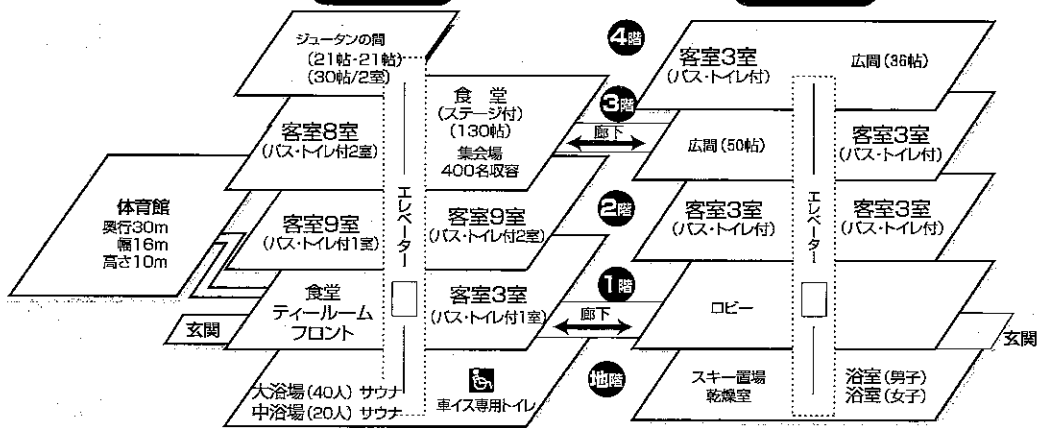 ジュータンの間
(21帖-21帖)
(30帖/2室)
4階
客室3室
(バス・トイレ付)
広間(36帖)
客室8室
(バス・トイレ付2室)
食 堂
(ステージ付)
(130帖)
集会場
400名収容
3階
廊下
広間(50帖)
客室3室
(バス・トイレ付)
体育館
奥行30m
幅16m
高さ10m
客室9室
(バス・トイレ付1室)
エレベーター
客室9室
(バス・トイレ付2室)
2階
客室3室
(バス・トイレ付)
エレベーター
客室3室
(バス・トイレ付)
玄関
食堂
ティールーム
フロント
客室3室
(バス・トイレ付1室)
1階
廊下
ロビー
玄関
大浴場(40人) サウナ
中浴場(20人) サウナ
車イス専用トイレ
地階
スキー置場
乾燥室
浴室(男子)
浴室(女子)